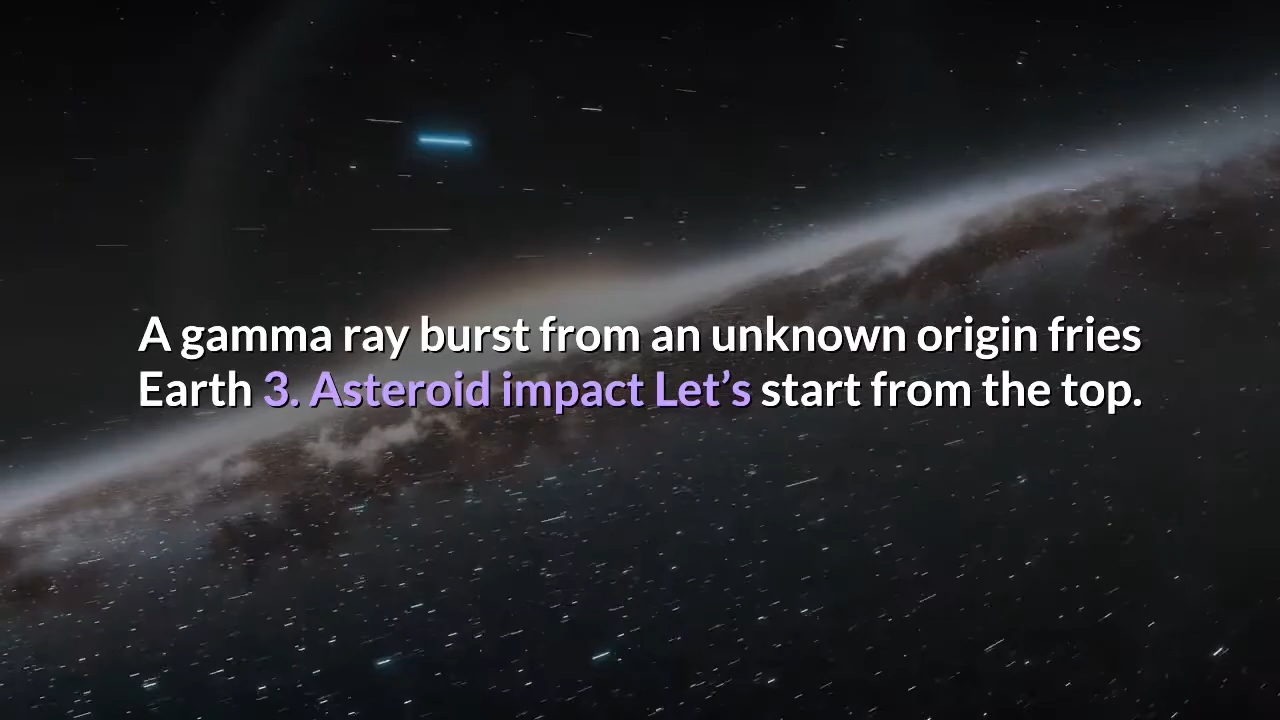 A gamma ray burst from an unknown origin fries
Earth 3. Asteroid impact Let’s start from the top.